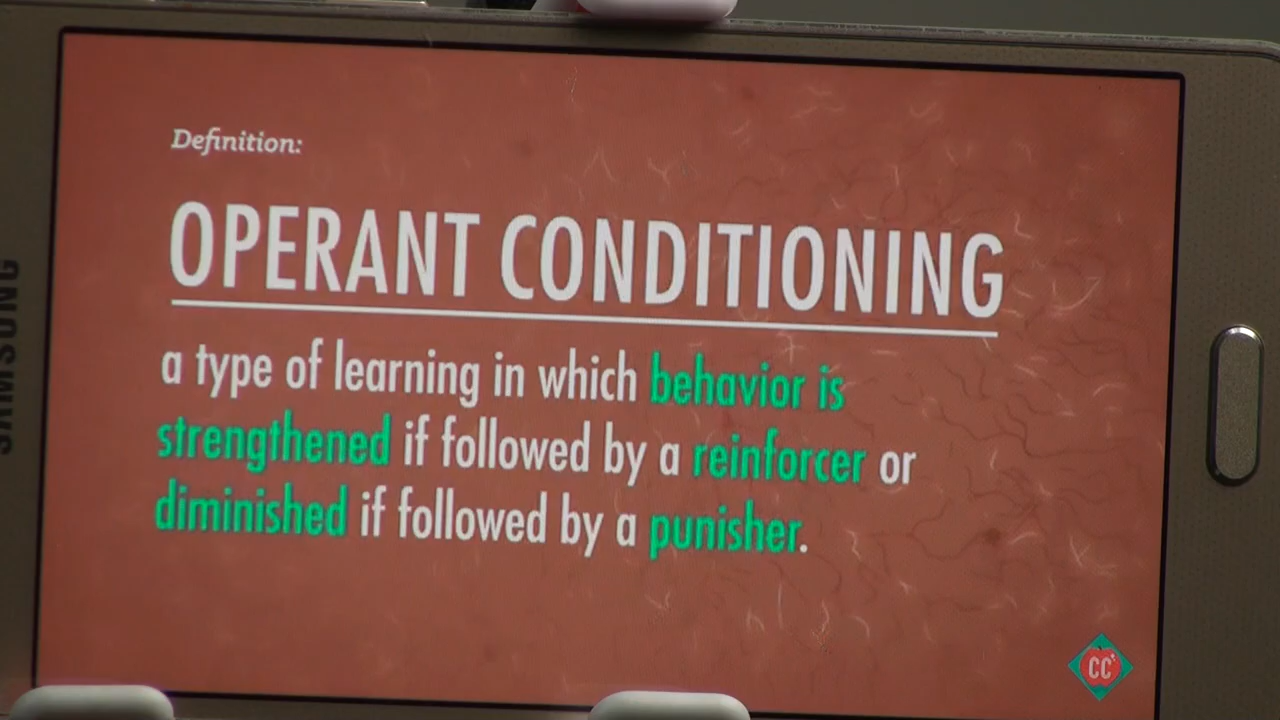 SAMSUNG
Definition:
OPERANT CONDITIONING
a type of learning in which behavior is
strengthened if followed by a reinforcer or
diminished if followed by a punisher.
CC